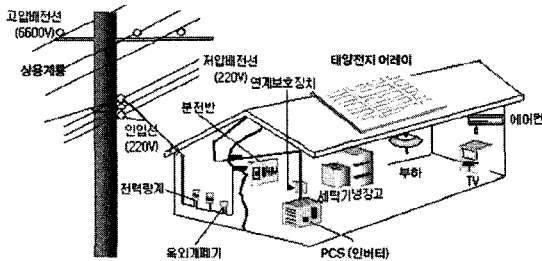 고압배전선
(6600V)
상용계통
저압배전선
(220V)
태양전지 어레이
연계보호장치
분전반
인입선
(220V)
에어컨
전력량계
세탁기냉장고
부하
TV
옥외개폐기
PCS (인버터)